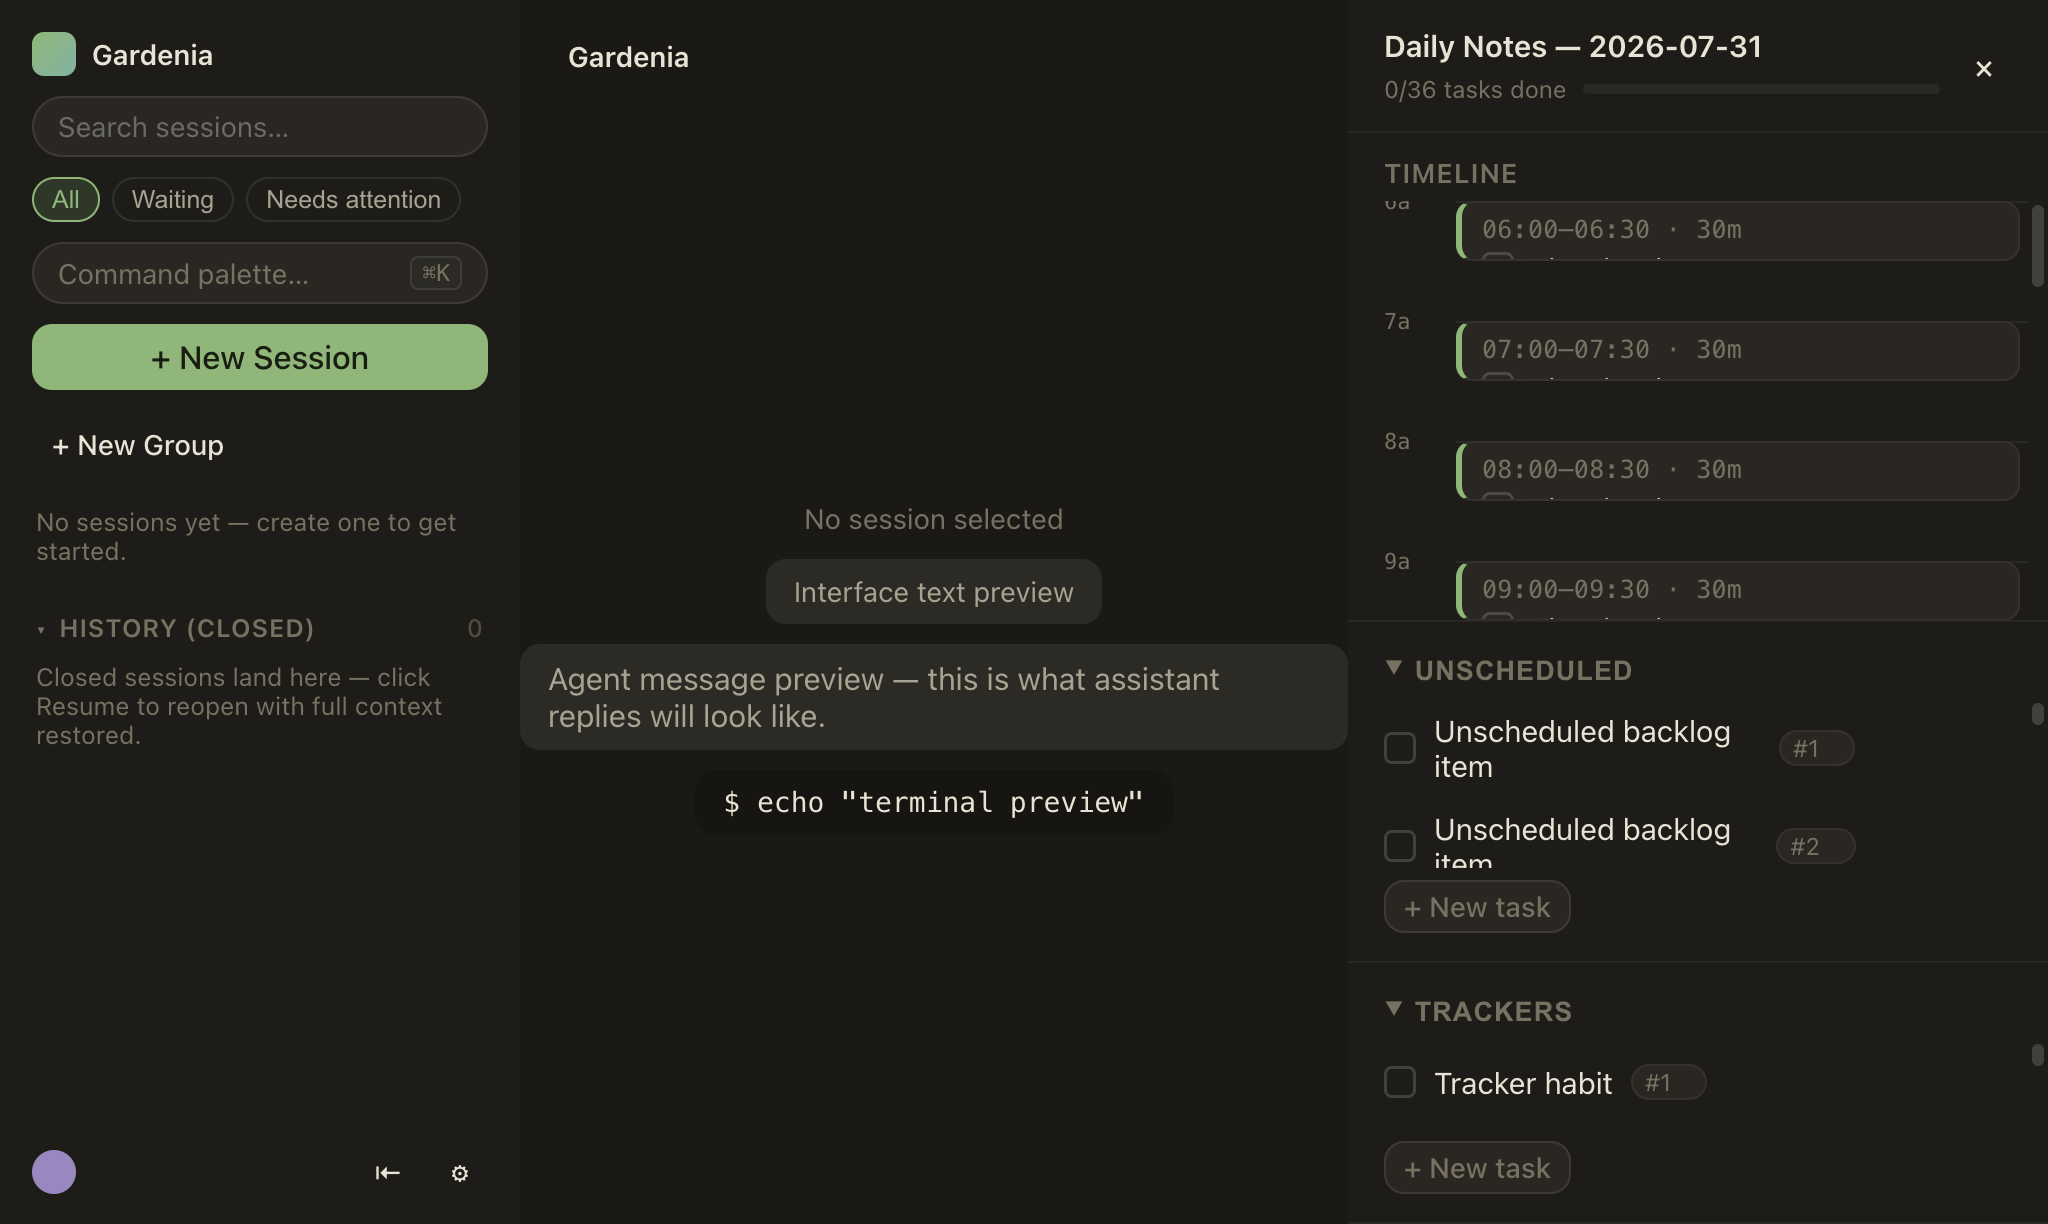 Gardenia
Search sessions...
All
Waiting
Needs attention
Command palette...
⌘K
+ New Session
+ New Group
No sessions yet — create one to get
started.
▾ HISTORY (CLOSED)
0
Closed sessions land here — click
Resume to reopen with full context
restored.
Gardenia
No session selected
Interface text preview
Agent message preview — this is what assistant
replies will look like.
$ echo "terminal preview"
Daily Notes — 2026-07-31
0/36 tasks done
×
TIMELINE
6a
06:00–06:30 · 30m
7a
07:00–07:30 · 30m
8a
08:00–08:30 · 30m
9a
09:00–09:30 · 30m
▼ UNSCHEDULED
Unscheduled backlog
item
#1
Unscheduled backlog
item
#2
+ New task
▼ TRACKERS
Tracker habit
#1
+ New task